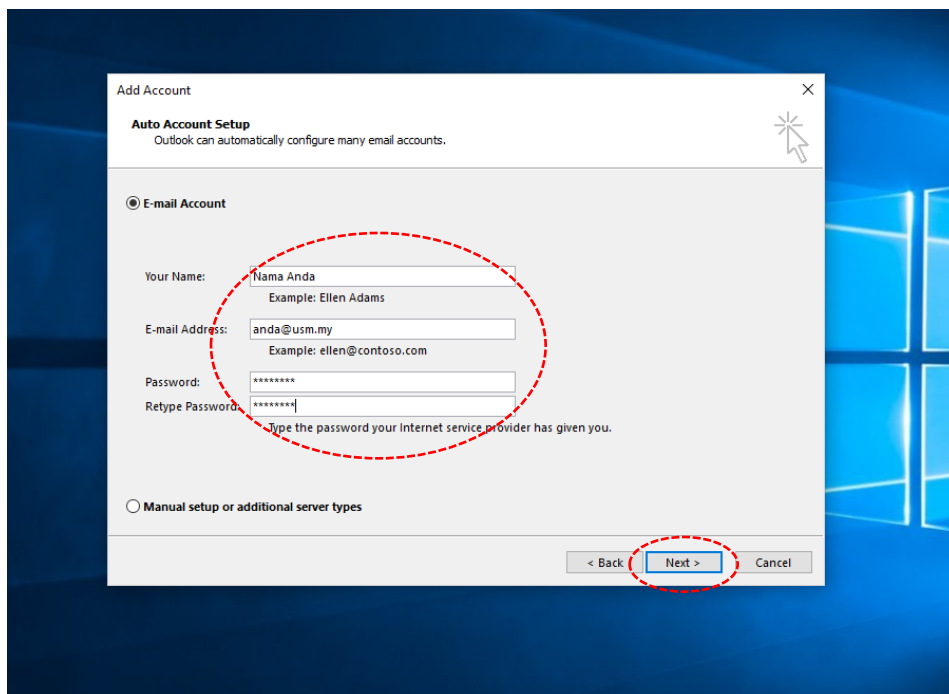 Add Account
Auto Account Setup
Outlook can automatically configure many email accounts.
E-mail Account
Your Name: Nama Anda
Example: Ellen Adams
E-mail Address: anda@usm.my
Example: ellen@contoso.com
Password: ********
Retype Password: ********
Type the password your Internet service provider has given you.
Manual setup or additional server types
< Back Next > Cancel